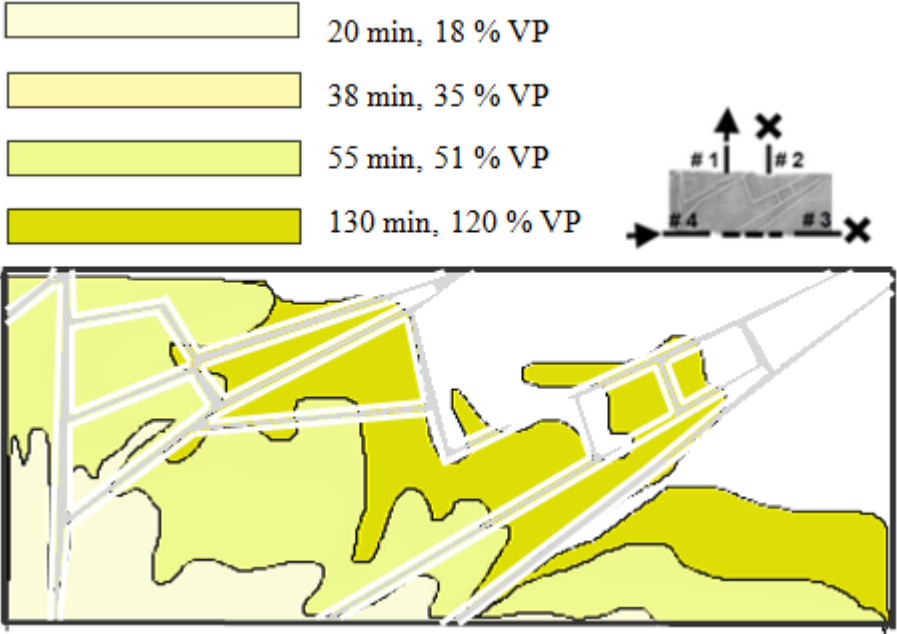 20 min, 18 % VP
38 min, 35 % VP
55 min, 51 % VP
130 min, 120 % VP
# 1 # 2
# 4 # 3